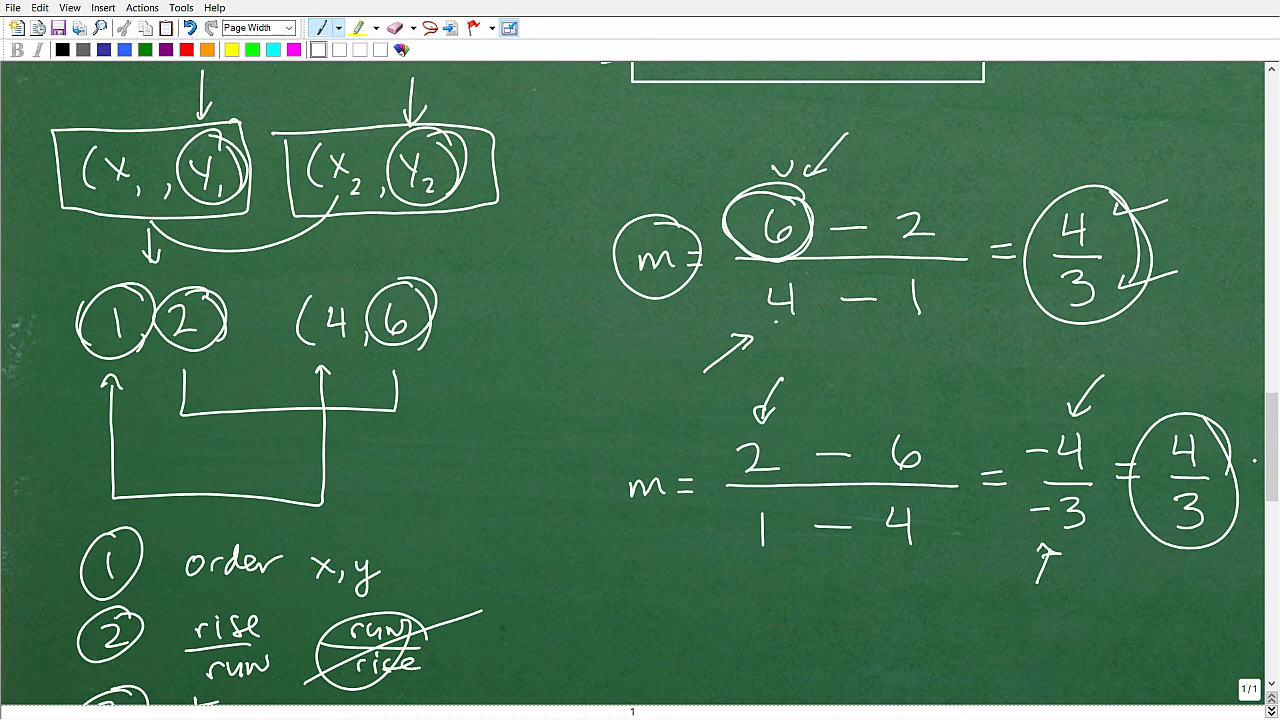 File Edit View Insert Actions Tools Help
Page Width
B I
(x₁, y₁) (x₂, y₂)
(1, 2) (4, 6)
m = 6 - 2 = 4
4 - 1 3
m = 2 - 6 = -4 = 4
1 - 4 -3 3
1 order x, y
2 rise run
run rise
1/1
1